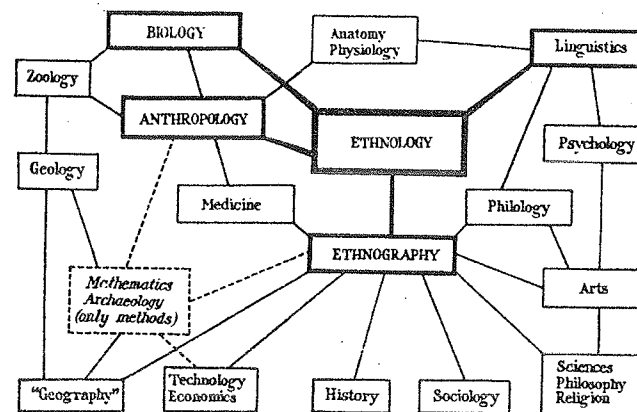 BIOLOGY
Anatomy
Physiology
Linguistics
Zoology
ANTHROPOLOGY
ETHNOLOGY
Psychology
Geology
Medicine
Philology
ETHNOGRAPHY
Mathematics
Archaeology
(only methods)
Arts
"Geography"
Technology
Economics
History
Sociology
Sciences
Philosophy
Religion